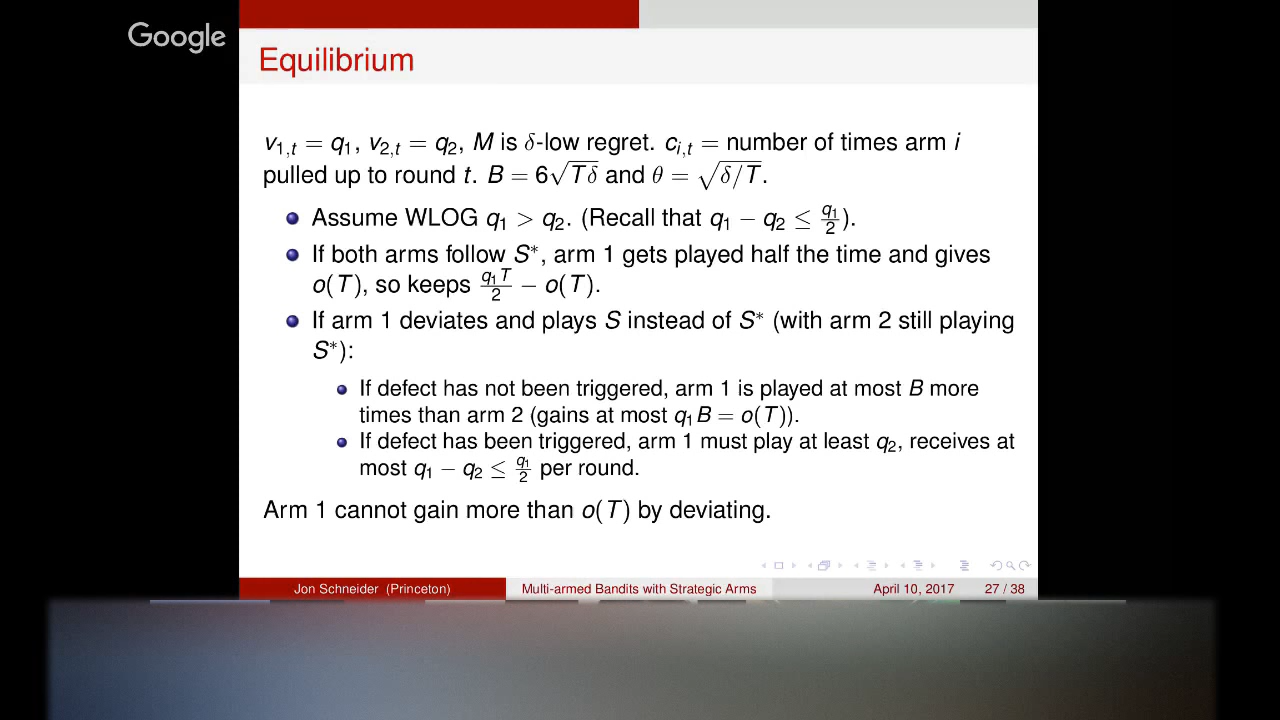 Google
Equilibrium
v₁,ₜ = q₁, v₂,ₜ = q₂, M is δ-low regret. cᵢ,ₜ = number of times arm i
pulled up to round t. B = 6√(Tδ) and θ = √(δ/T).
Assume WLOG q₁ > q₂. (Recall that q₁ − q₂ ≤ q₁/2).
If both arms follow S*, arm 1 gets played half the time and gives
o(T), so keeps q₁T/2 − o(T).
If arm 1 deviates and plays S instead of S* (with arm 2 still playing
S*):
If defect has not been triggered, arm 1 is played at most B more
times than arm 2 (gains at most q₁B = o(T)).
If defect has been triggered, arm 1 must play at least q₂, receives at
most q₁ − q₂ ≤ q₁/2 per round.
Arm 1 cannot gain more than o(T) by deviating.
Jon Schneider (Princeton) Multi-armed Bandits with Strategic Arms April 10, 2017 27 / 38